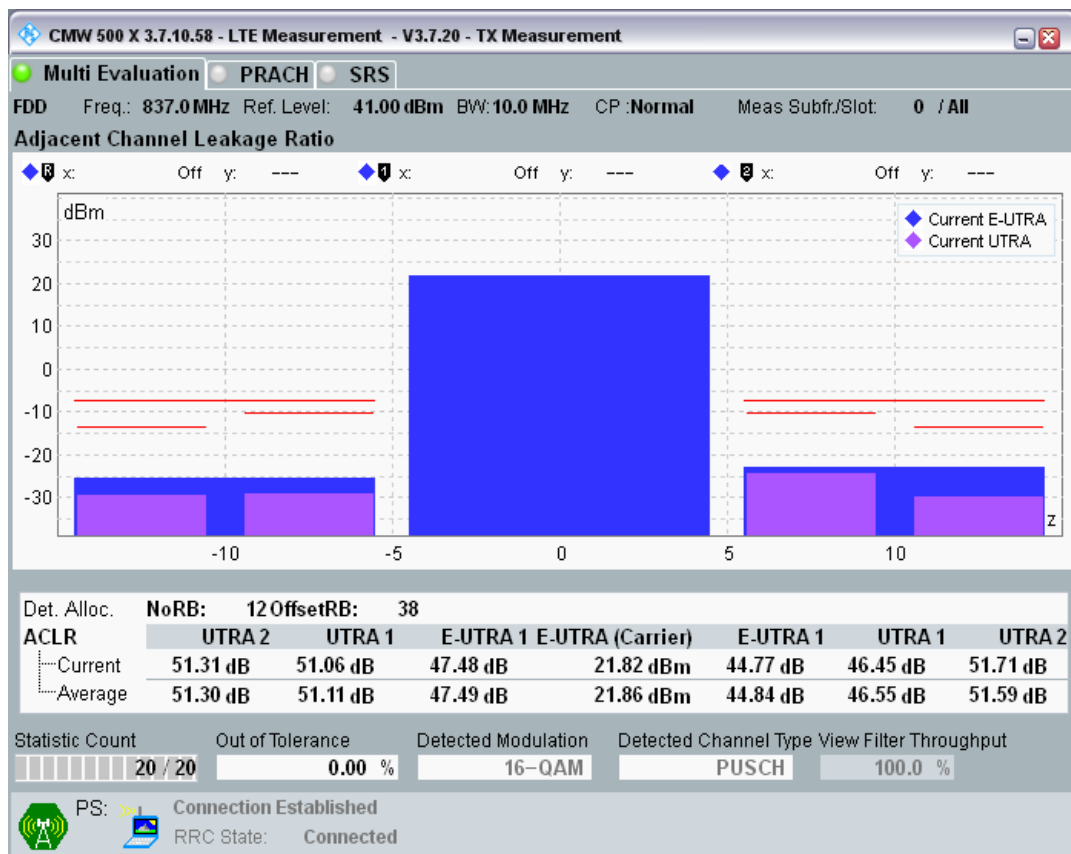 CMW 500 X 3.7.10.58 - LTE Measurement - V3.7.20 - TX Measurement
Multi Evaluation PRACH SRS
FDD Freq.: 837.0 MHz Ref. Level: 41.00 dBm BW: 10.0 MHz CP :Normal Meas Subfr./Slot: 0 / All
Adjacent Channel Leakage Ratio
R x: Off y: --- 1 x: Off y: --- 2 x: Off y: ---
dBm
Current E-UTRA
Current UTRA
30
20
10
0
-10
-20
-30
z
-10 -5 0 5 10
Det. Alloc. NoRB: 12 OffsetRB: 38
ACLR UTRA 2 UTRA 1 E-UTRA 1 E-UTRA (Carrier) E-UTRA 1 UTRA 1 UTRA 2
Current 51.31 dB 51.06 dB 47.48 dB 21.82 dBm 44.77 dB 46.45 dB 51.71 dB
Average 51.30 dB 51.11 dB 47.49 dB 21.86 dBm 44.84 dB 46.55 dB 51.59 dB
Statistic Count Out of Tolerance Detected Modulation Detected Channel Type View Filter Throughput
20 / 20 0.00 % 16-QAM PUSCH 100.0 %
PS: Connection Established
RRC State: Connected